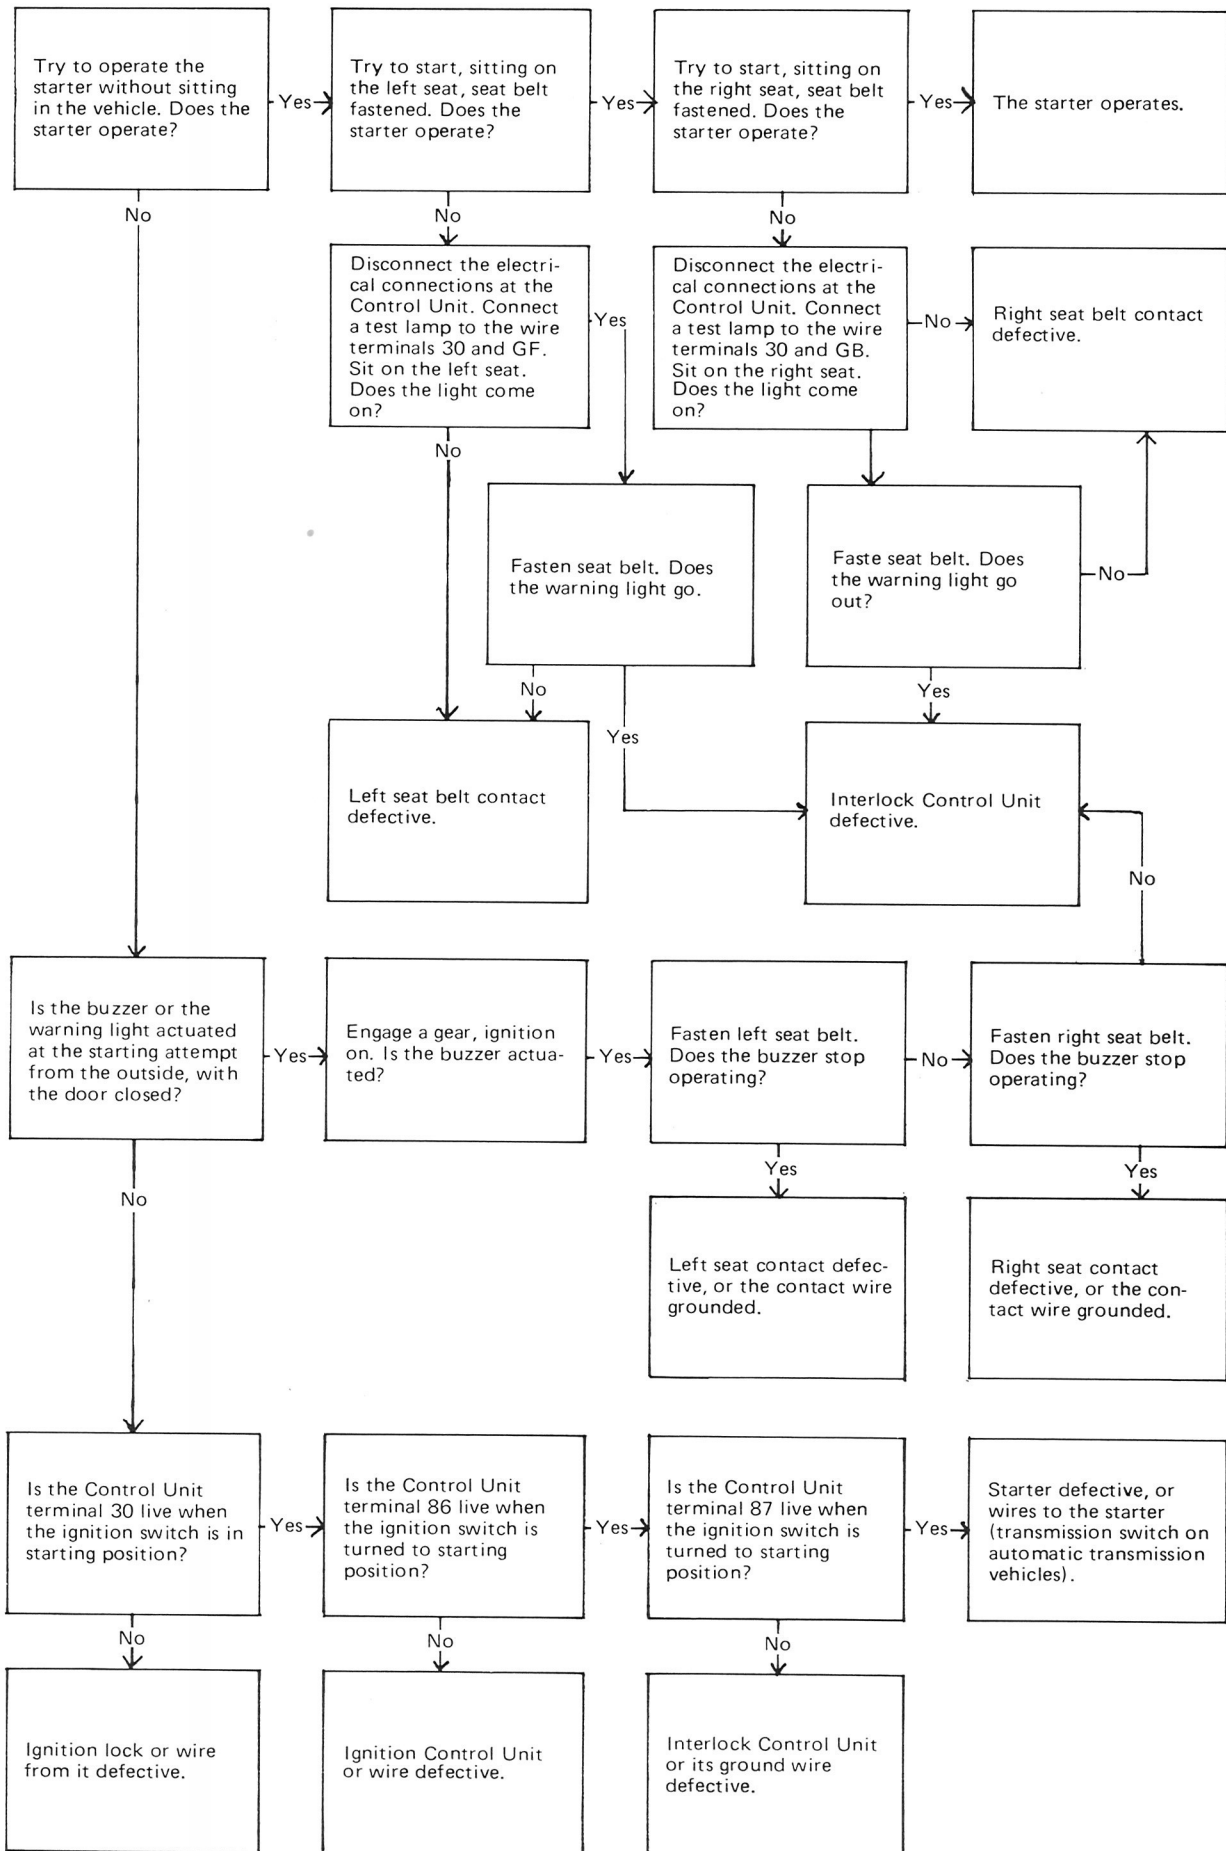 Try to operate the
starter without sitting
in the vehicle. Does the
starter operate?
Yes
Try to start, sitting on
the left seat, seat belt
fastened. Does the
starter operate?
Yes
Try to start, sitting on
the right seat, seat belt
fastened. Does the
starter operate?
Yes
The starter operates.
No
No
No
Disconnect the electri-
cal connections at the
Control Unit. Connect
a test lamp to the wire
terminals 30 and GF.
Sit on the left seat.
Does the light come
on?
Yes
Disconnect the electri-
cal connections at the
Control Unit. Connect
a test lamp to the wire
terminals 30 and GB.
Sit on the right seat.
Does the light come
on?
No
Right seat belt contact
defective.
No
Fasten seat belt. Does
the warning light go.
Faste seat belt. Does
the warning light go
out?
No
No
Yes
Yes
Left seat belt contact
defective.
Interlock Control Unit
defective.
No
Is the buzzer or the
warning light actuated
at the starting attempt
from the outside, with
the door closed?
Yes
Engage a gear, ignition
on. Is the buzzer actua-
ted?
Yes
Fasten left seat belt.
Does the buzzer stop
operating?
No
Fasten right seat belt.
Does the buzzer stop
operating?
No
Yes
Yes
Left seat contact defec-
tive, or the contact wire
grounded.
Right seat contact
defective, or the con-
tact wire grounded.
Is the Control Unit
terminal 30 live when
the ignition switch is in
starting position?
Yes
Is the Control Unit
terminal 86 live when
the ignition switch is
turned to starting
position?
Yes
Is the Control Unit
terminal 87 live when
the ignition switch is
turned to starting
position?
Yes
Starter defective, or
wires to the starter
(transmission switch on
automatic transmission
vehicles).
No
No
No
Ignition lock or wire
from it defective.
Ignition Control Unit
or wire defective.
Interlock Control Unit
or its ground wire
defective.